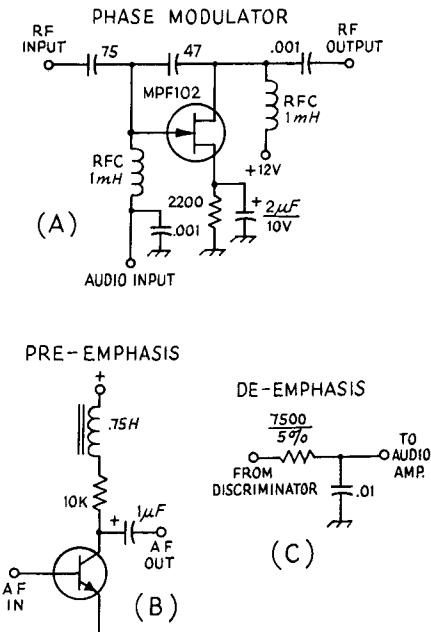 PHASE MODULATOR
RF
INPUT
75
47
.001
RF
OUTPUT
MPF102
RFC
1mH
+12V
RFC
1mH
2200
+
2µF
10V
.001
(A)
AUDIO INPUT
PRE-EMPHASIS
+
.75H
10K
+
1µF
AF
OUT
AF
IN
(B)
DE-EMPHASIS
7500
5%
FROM
DISCRIMINATOR
TO
AUDIO
AMP.
.01
(C)